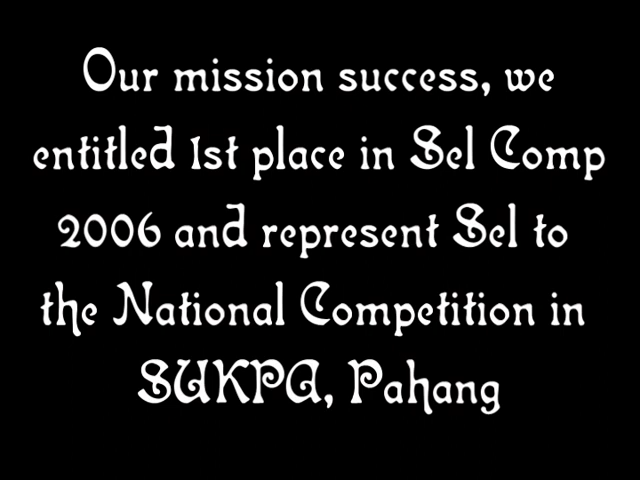 Our mission success, we
entitled 1st place in Sel Comp
2006 and represent Sel to
the National Competition in
SUKPA, Pahang